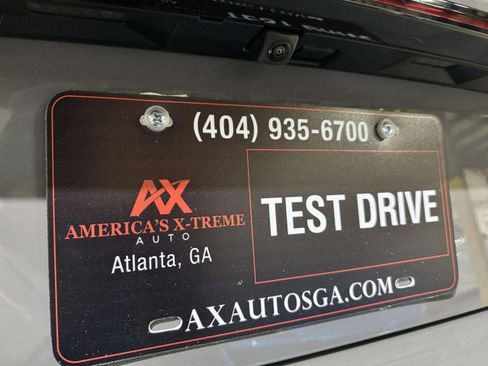 (404) 935-6700
AX
AMERICA'S X-TREME
AUTO
Atlanta, GA
TEST DRIVE
AXAUTOSGA.COM